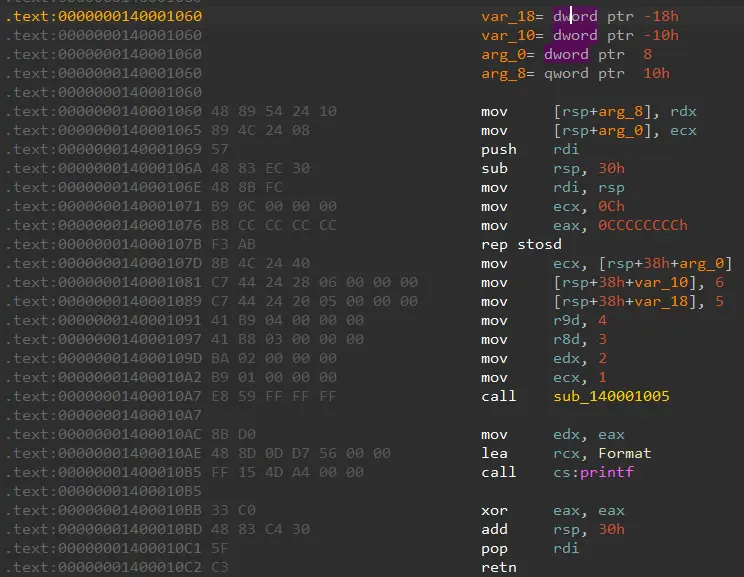 .text:0000000140001060 var_18= dword ptr -18h
.text:0000000140001060 var_10= dword ptr -10h
.text:0000000140001060 arg_0= dword ptr  8
.text:0000000140001060 arg_8= qword ptr  10h
.text:0000000140001060
.text:0000000140001060 48 89 54 24 10 mov [rsp+arg_8], rdx
.text:0000000140001065 89 4C 24 08 mov [rsp+arg_0], ecx
.text:0000000140001069 57 push rdi
.text:000000014000106A 48 83 EC 30 sub rsp, 30h
.text:000000014000106E 48 8B FC mov rdi, rsp
.text:0000000140001071 B9 0C 00 00 00 mov ecx, 0Ch
.text:0000000140001076 B8 CC CC CC CC mov eax, 0CCCCCCCCh
.text:000000014000107B F3 AB rep stosd
.text:000000014000107D 8B 4C 24 40 mov ecx, [rsp+38h+arg_0]
.text:0000000140001081 C7 44 24 28 06 00 00 00 mov [rsp+38h+var_10], 6
.text:0000000140001089 C7 44 24 20 05 00 00 00 mov [rsp+38h+var_18], 5
.text:0000000140001091 41 B9 04 00 00 00 mov r9d, 4
.text:0000000140001097 41 B8 03 00 00 00 mov r8d, 3
.text:000000014000109D BA 02 00 00 00 mov edx, 2
.text:00000001400010A2 B9 01 00 00 00 mov ecx, 1
.text:00000001400010A7 E8 59 FF FF FF call sub_140001005
.text:00000001400010A7
.text:00000001400010AC 8B D0 mov edx, eax
.text:00000001400010AE 48 8D 0D D7 56 00 00 lea rcx, Format
.text:00000001400010B5 FF 15 4D A4 00 00 call cs:printf
.text:00000001400010B5
.text:00000001400010BB 33 C0 xor eax, eax
.text:00000001400010BD 48 83 C4 30 add rsp, 30h
.text:00000001400010C1 5F pop rdi
.text:00000001400010C2 C3 retn